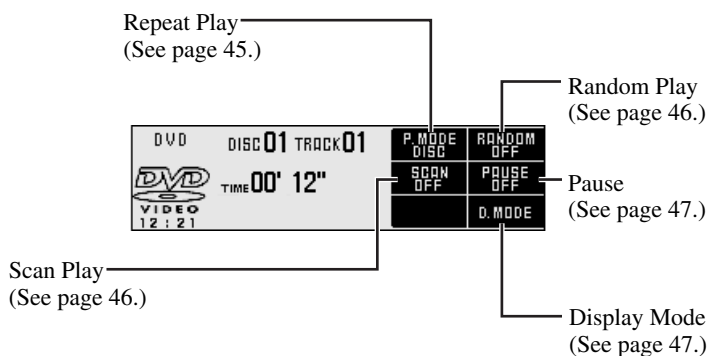 Repeat Play
(See page 45.)
Random Play
(See page 46.)
DVD DISC 01 TRACK 01
P.MODE DISC
RANDOM OFF
DVD VIDEO
TIME 00' 12"
SCAN OFF
PAUSE OFF
Pause
(See page 47.)
12:21
D.MODE
Scan Play
(See page 46.)
Display Mode
(See page 47.)